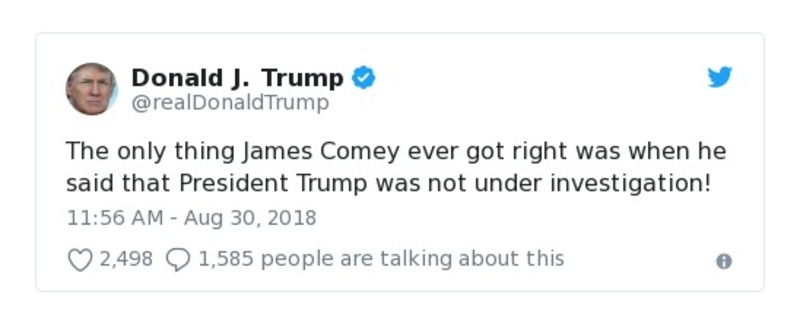 Donald J. Trump
@realDonaldTrump
The only thing James Comey ever got right was when he
said that President Trump was not under investigation!
11:56 AM - Aug 30, 2018
2,498 1,585 people are talking about this